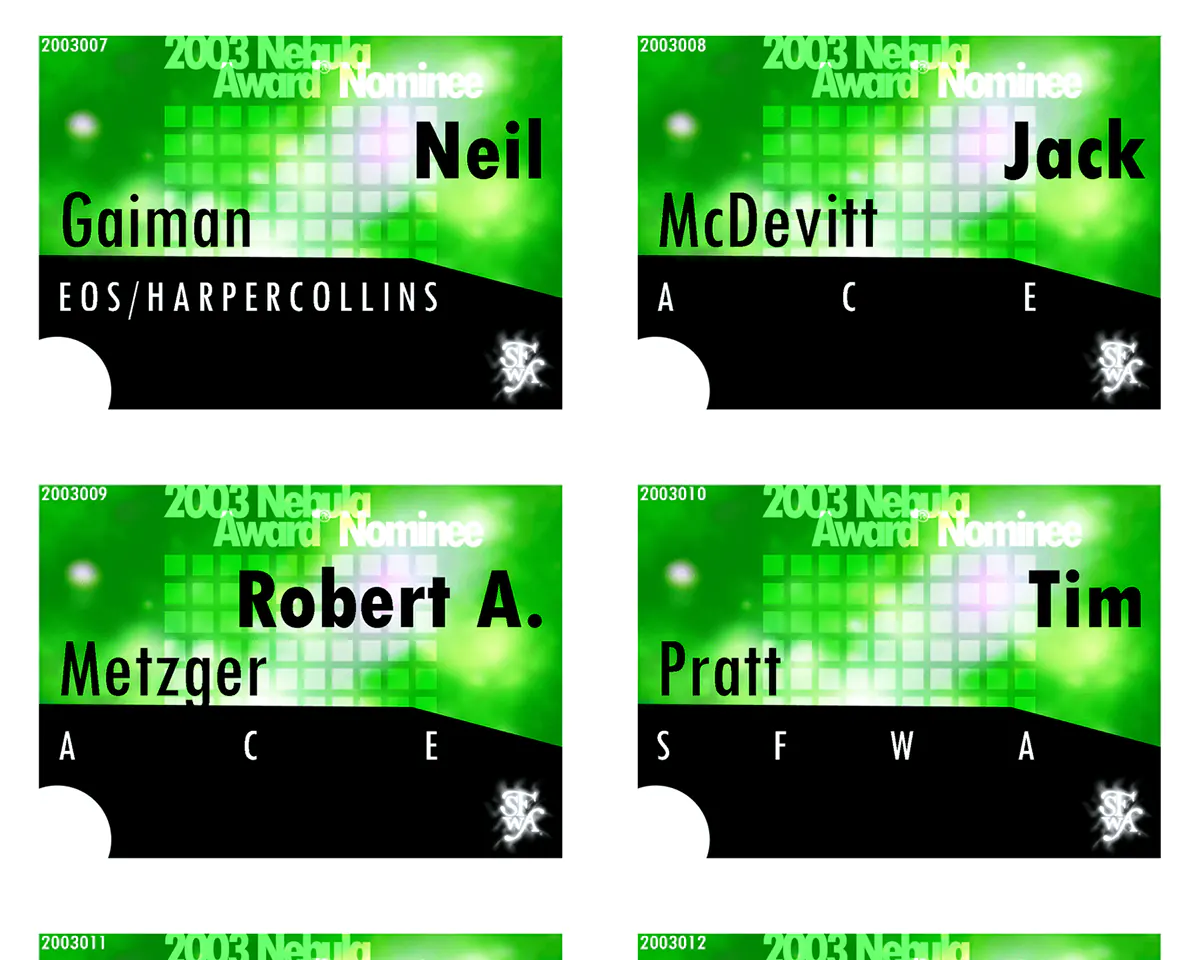 2003007
2003 Nebula
Award® Nominee
Neil
Gaiman
EOS/HARPERCOLLINS
SFWA
2003008
2003 Nebula
Award® Nominee
Jack
McDevitt
A C E
SFWA
2003009
2003 Nebula
Award® Nominee
Robert A.
Metzger
A C E
SFWA
2003010
2003 Nebula
Award® Nominee
Tim
Pratt
S F W A
SFWA
2003011
2003 Nebula
2003012
2003 Nebula